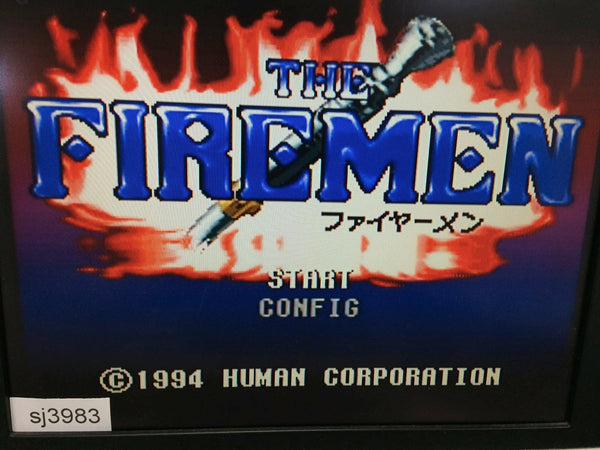 THE
FIREMEN
ファイヤーメン
START
CONFIG
©1994 HUMAN CORPORATION
sj3983